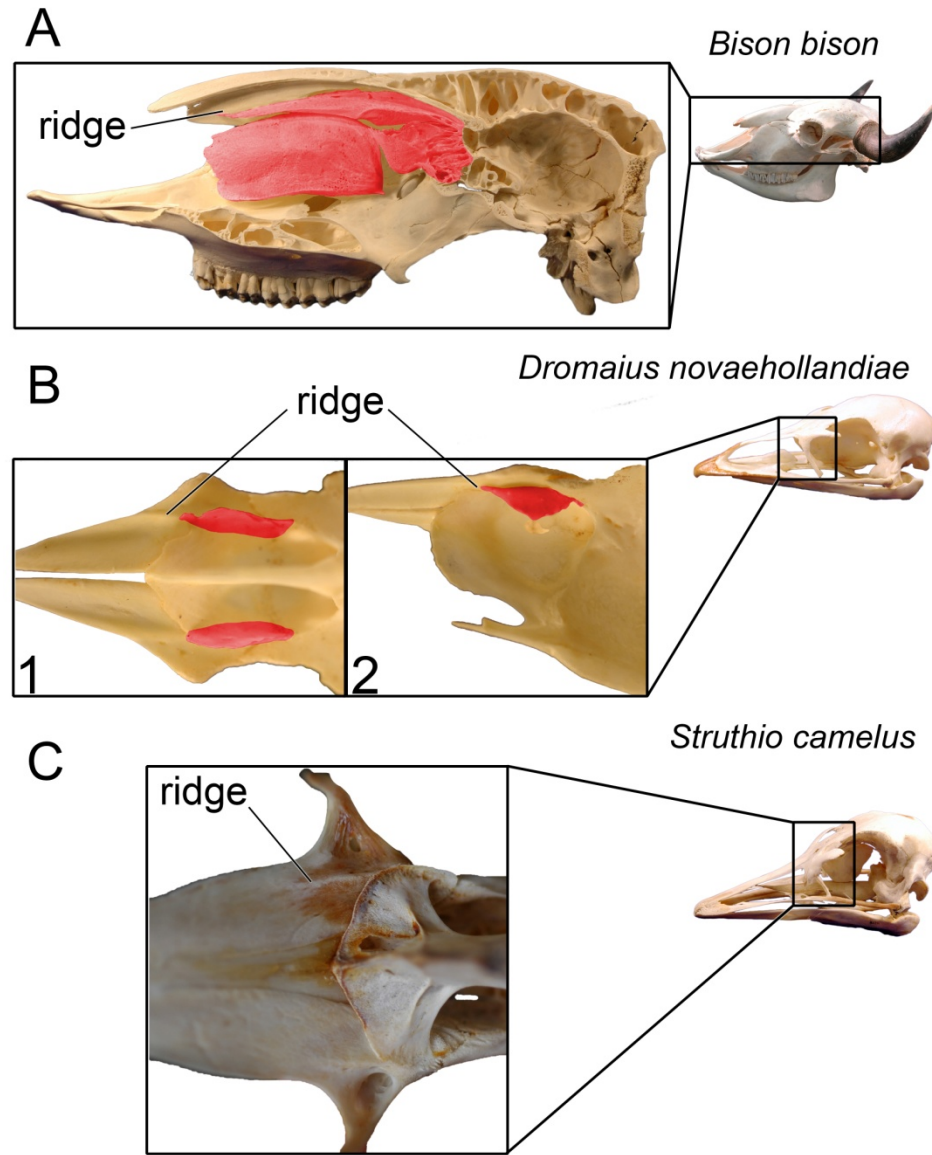 A
Bison bison
ridge
B
Dromaius novaehollandiae
ridge
1
2
C
Struthio camelus
ridge